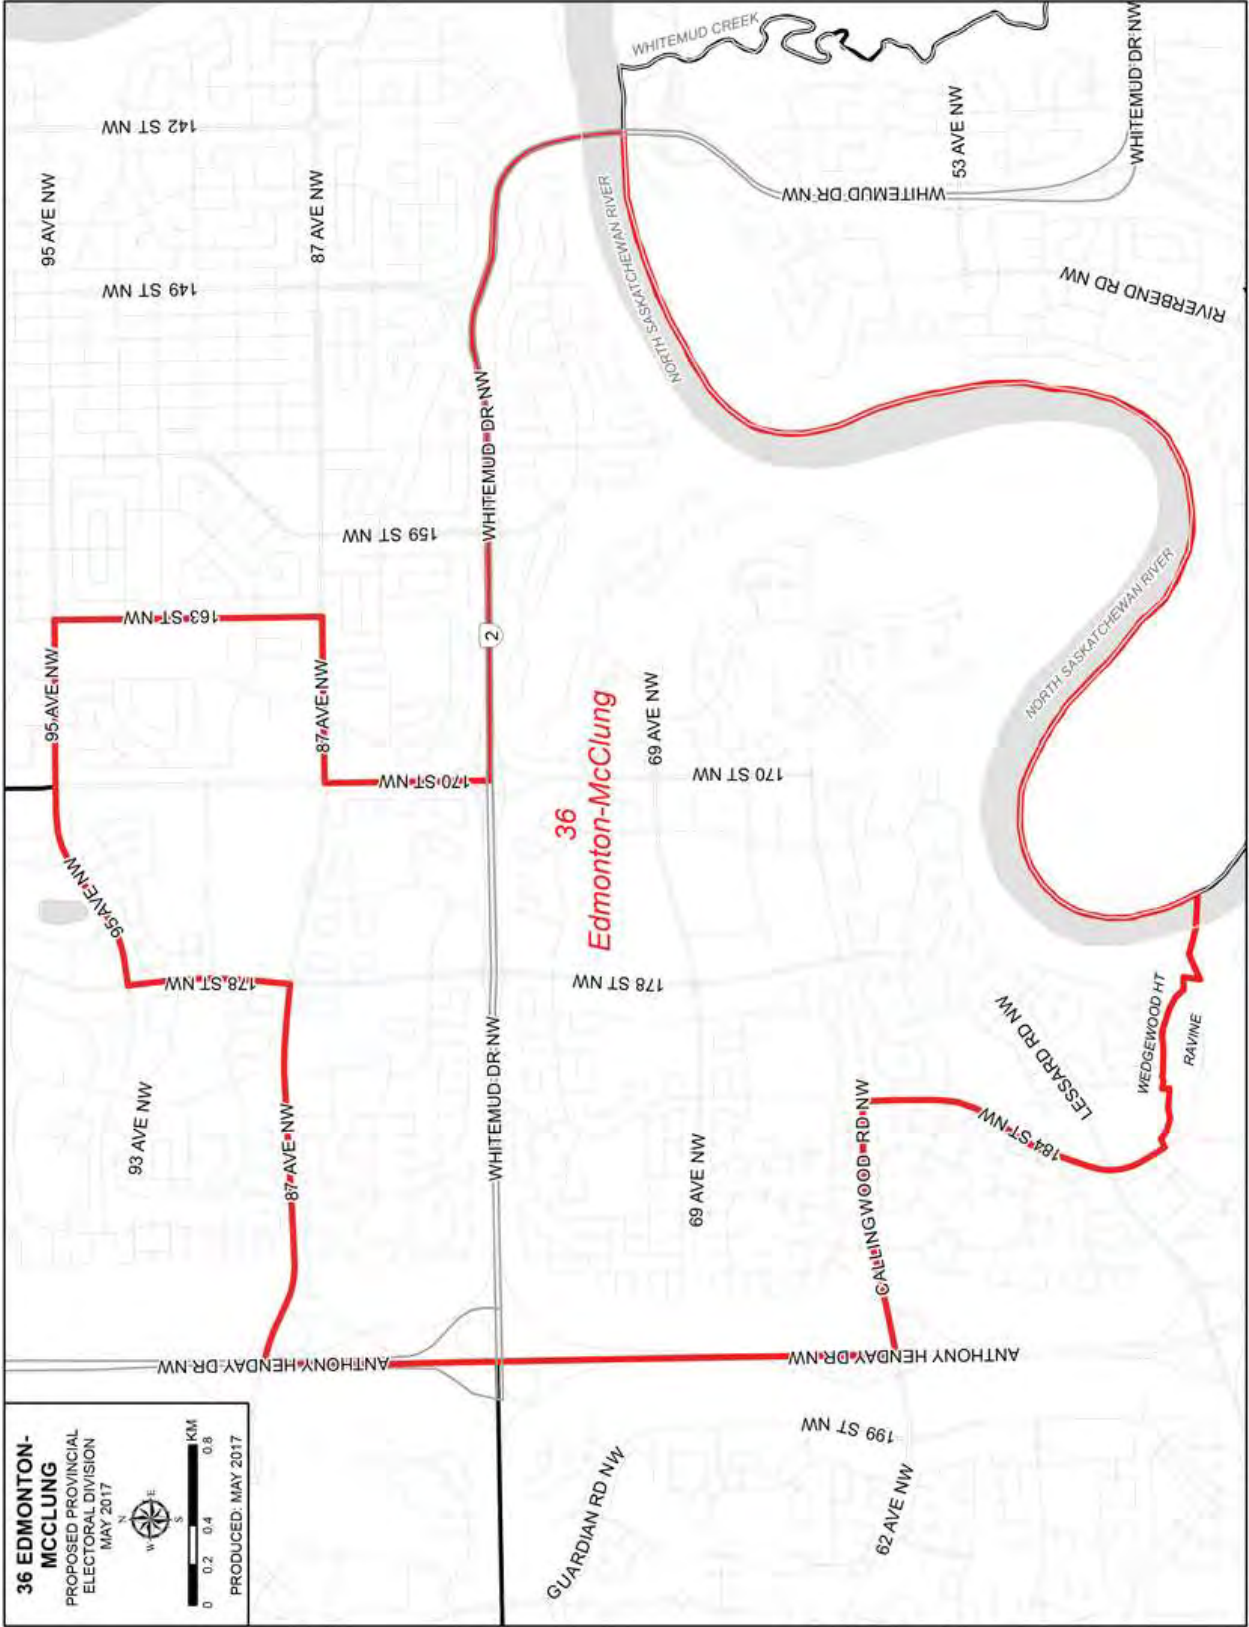 36 EDMONTON-
MCCLUNG
PROPOSED PROVINCIAL
ELECTORAL DIVISION
MAY 2017
N
W
E
S
KM
0 0.2 0.4 0.8
PRODUCED: MAY 2017
95 AVE NW
95 AVE NW
95 AVE NW
142 ST NW
149 ST NW
163 ST NW
93 AVE NW
178 ST NW
87 AVE NW
87 AVE NW
87 AVE NW
159 ST NW
170 ST NW
ANTHONY HENDAY DR NW
WHITEMUD DR NW
2
WHITEMUD DR NW
36
Edmonton-McClung
GUARDIAN RD NW
178 ST NW
69 AVE NW
69 AVE NW
170 ST NW
NORTH SASKATCHEWAN RIVER
WHITEMUD CREEK
WHITEMUD DR NW
53 AVE NW
WHITEMUD DR NW
RIVERBEND RD NW
199 ST NW
62 AVE NW
ANTHONY HENDAY DR NW
CALLINGWOOD RD NW
184 ST NW
LESSARD RD NW
WEDGEWOOD HT
RAVINE
NORTH SASKATCHEWAN RIVER